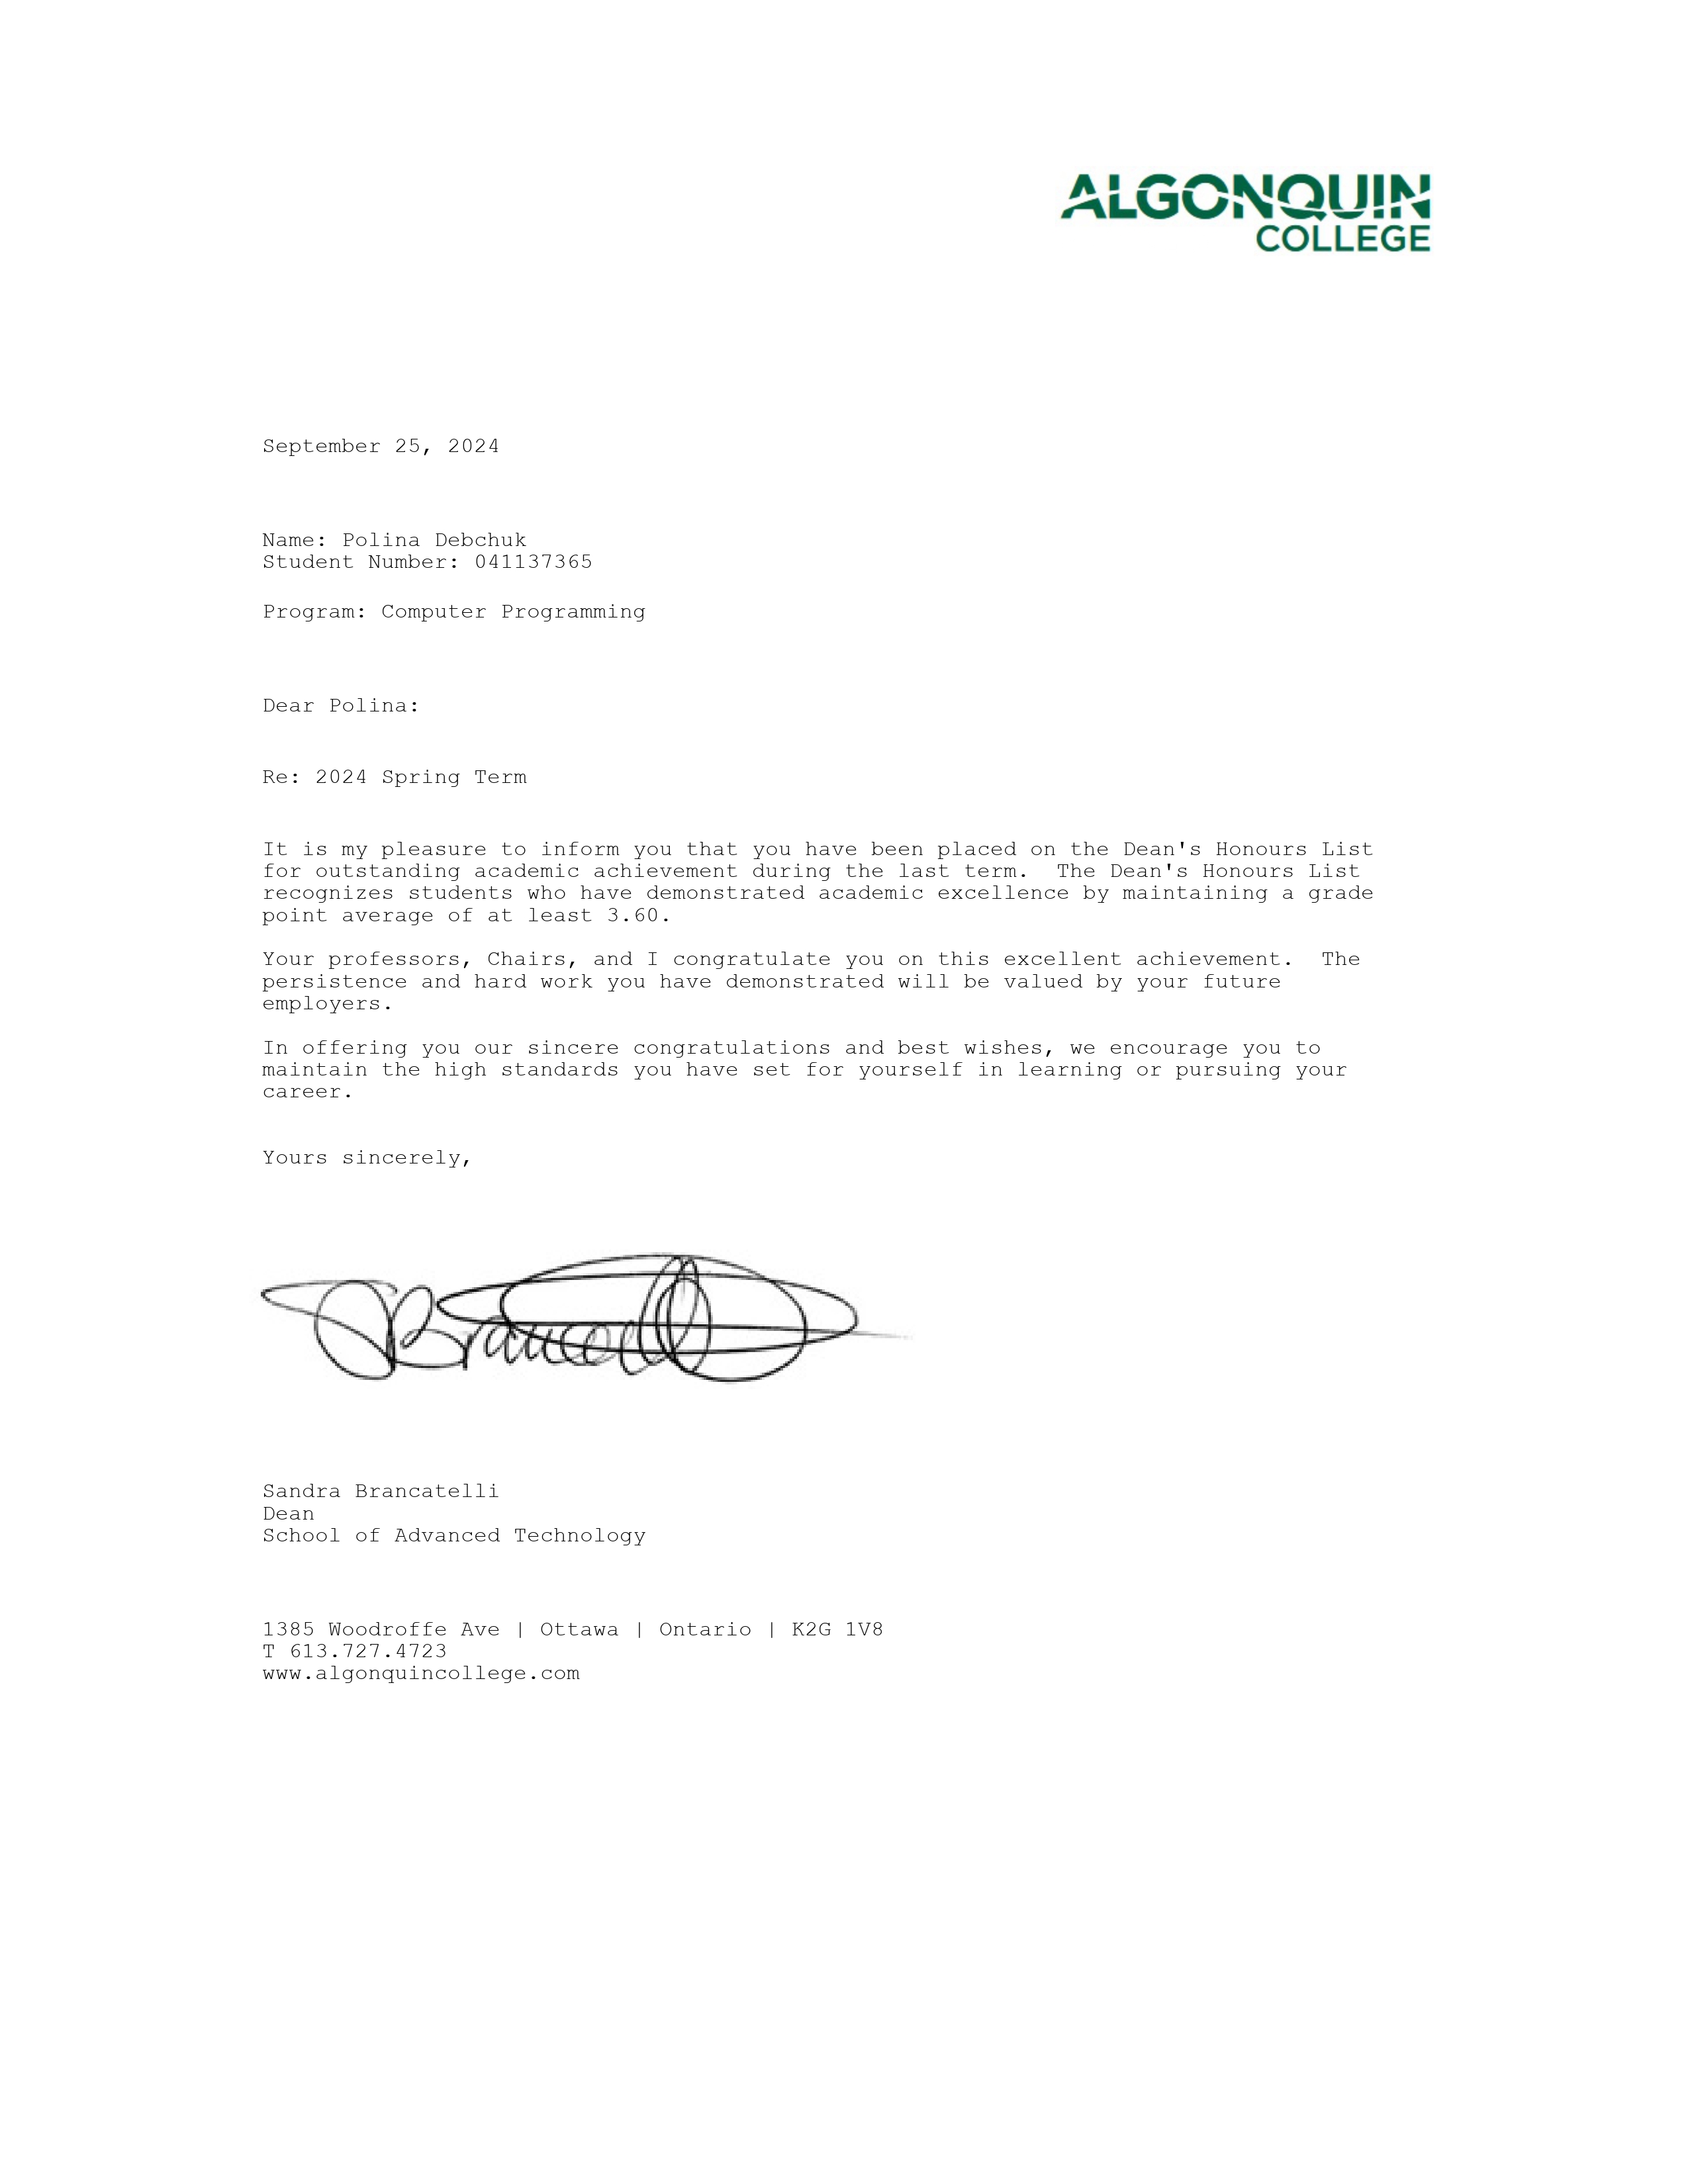 ALGONQUIN
COLLEGE
September 25, 2024
Name: Polina Debchuk
Student Number: 041137365
Program: Computer Programming
Dear Polina:
Re: 2024 Spring Term
It is my pleasure to inform you that you have been placed on the Dean's Honours List
for outstanding academic achievement during the last term.  The Dean's Honours List
recognizes students who have demonstrated academic excellence by maintaining a grade
point average of at least 3.60.
Your professors, Chairs, and I congratulate you on this excellent achievement.  The
persistence and hard work you have demonstrated will be valued by your future
employers.
In offering you our sincere congratulations and best wishes, we encourage you to
maintain the high standards you have set for yourself in learning or pursuing your
career.
Yours sincerely,
Sandra Brancatelli
Dean
School of Advanced Technology
1385 Woodroffe Ave | Ottawa | Ontario | K2G 1V8
T 613.727.4723
www.algonquincollege.com